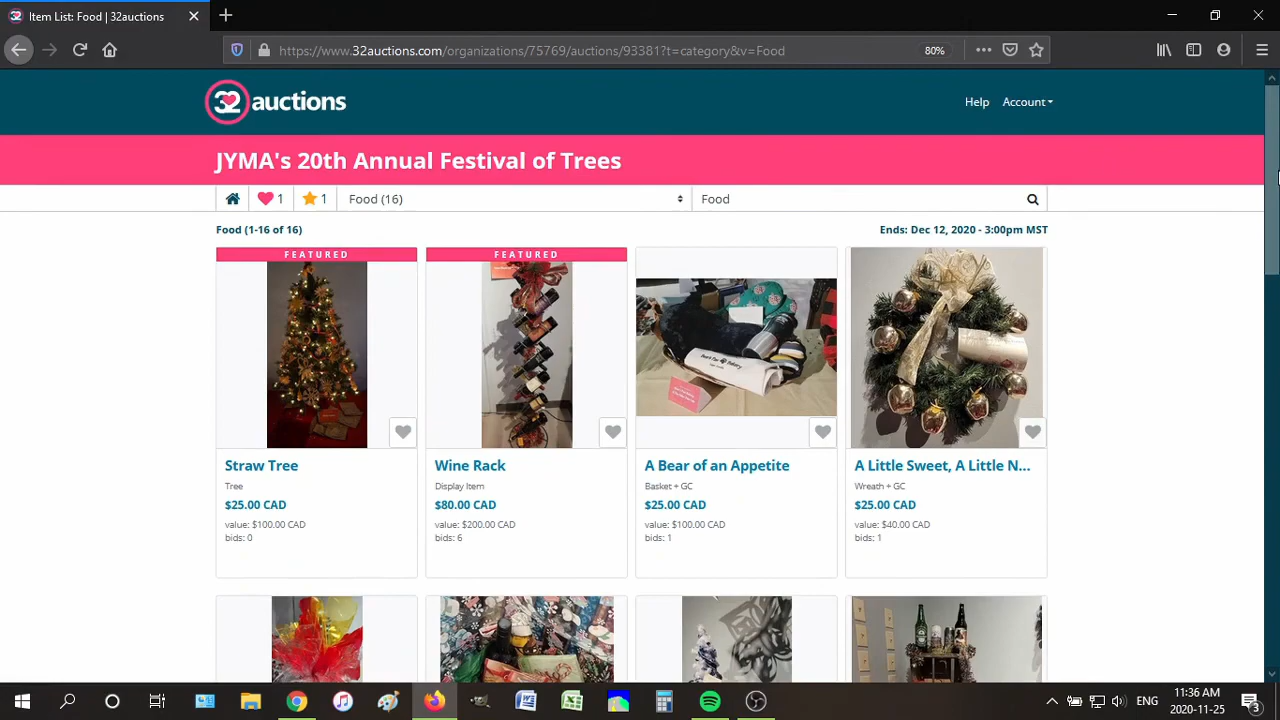 Item List: Food | 32auctions
https://www.32auctions.com/organizations/75769/auctions/93381?t=category&v=Food
80%
32auctions
Help
Account
JYMA's 20th Annual Festival of Trees
1
1
Food (16)
Food
Food (1-16 of 16)
Ends: Dec 12, 2020 - 3:00pm MST
FEATURED
FEATURED
Straw Tree
Tree
$25.00 CAD
value: $100.00 CAD
bids: 0
Wine Rack
Display Item
$80.00 CAD
value: $200.00 CAD
bids: 6
A Bear of an Appetite
Basket + GC
$25.00 CAD
value: $100.00 CAD
bids: 1
A Little Sweet, A Little N...
Wreath + GC
$25.00 CAD
value: $40.00 CAD
bids: 1
ENG
11:36 AM
2020-11-25
3